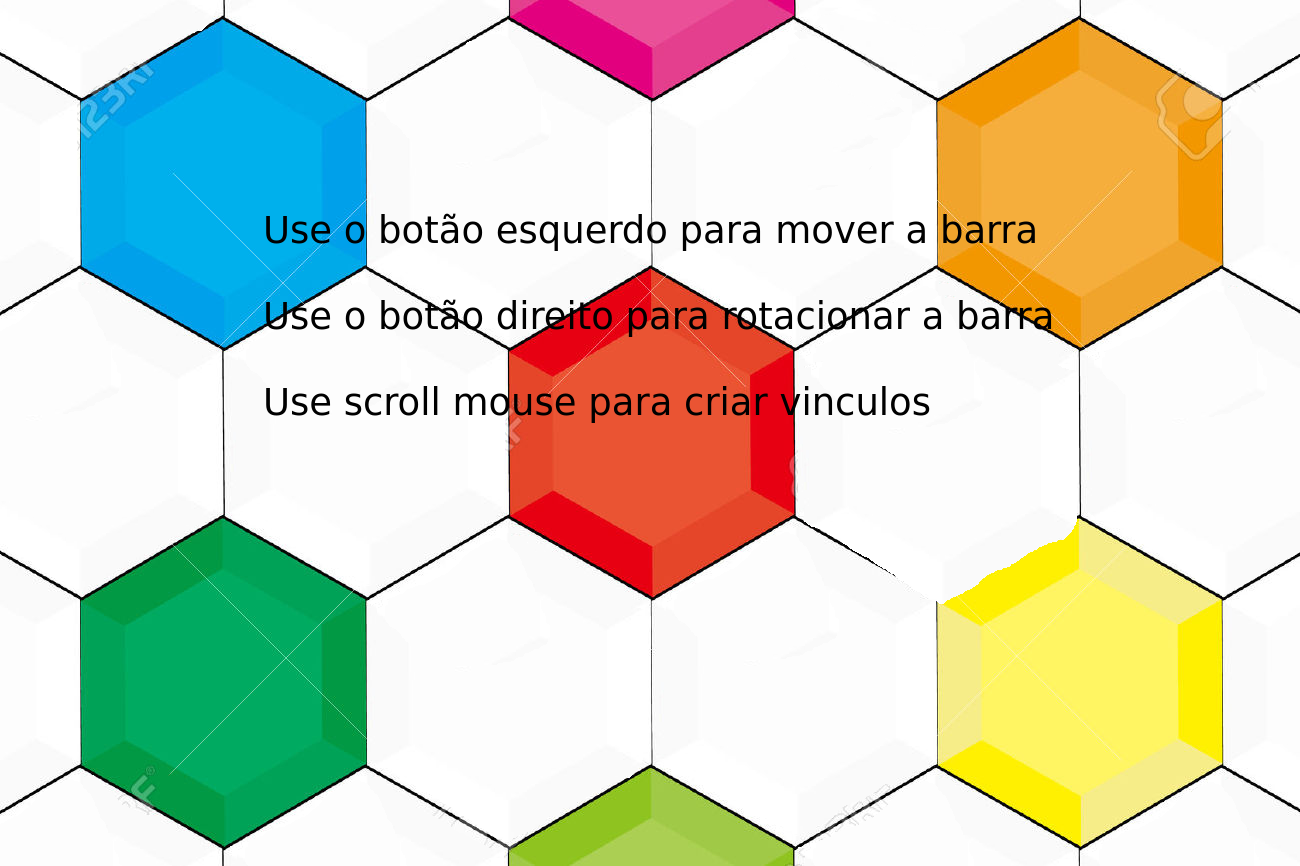 Use o botão esquerdo para mover a barra
Use o botão direito para rotacionar a barra
Use scroll mouse para criar vinculos